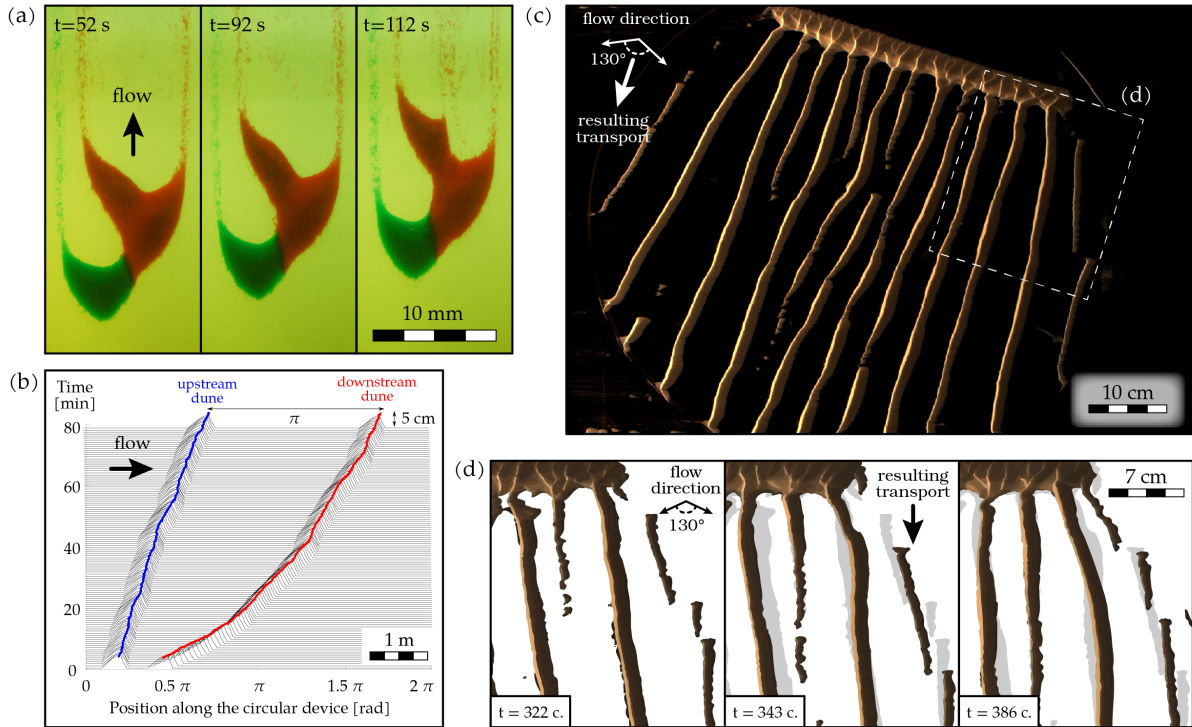 (a)
t=52 s
t=92 s
t=112 s
flow
10 mm
(b)
Time
[min]
upstream
dune
downstream
dune
π
5 cm
flow
80
60
40
20
0
1 m
0
0.5 π
π
1.5 π
2 π
Position along the circular device [rad]
(c)
flow direction
130°
resulting
transport
(d)
10 cm
(d)
flow
direction
130°
t = 322 c.
resulting
transport
t = 343 c.
7 cm
t = 386 c.